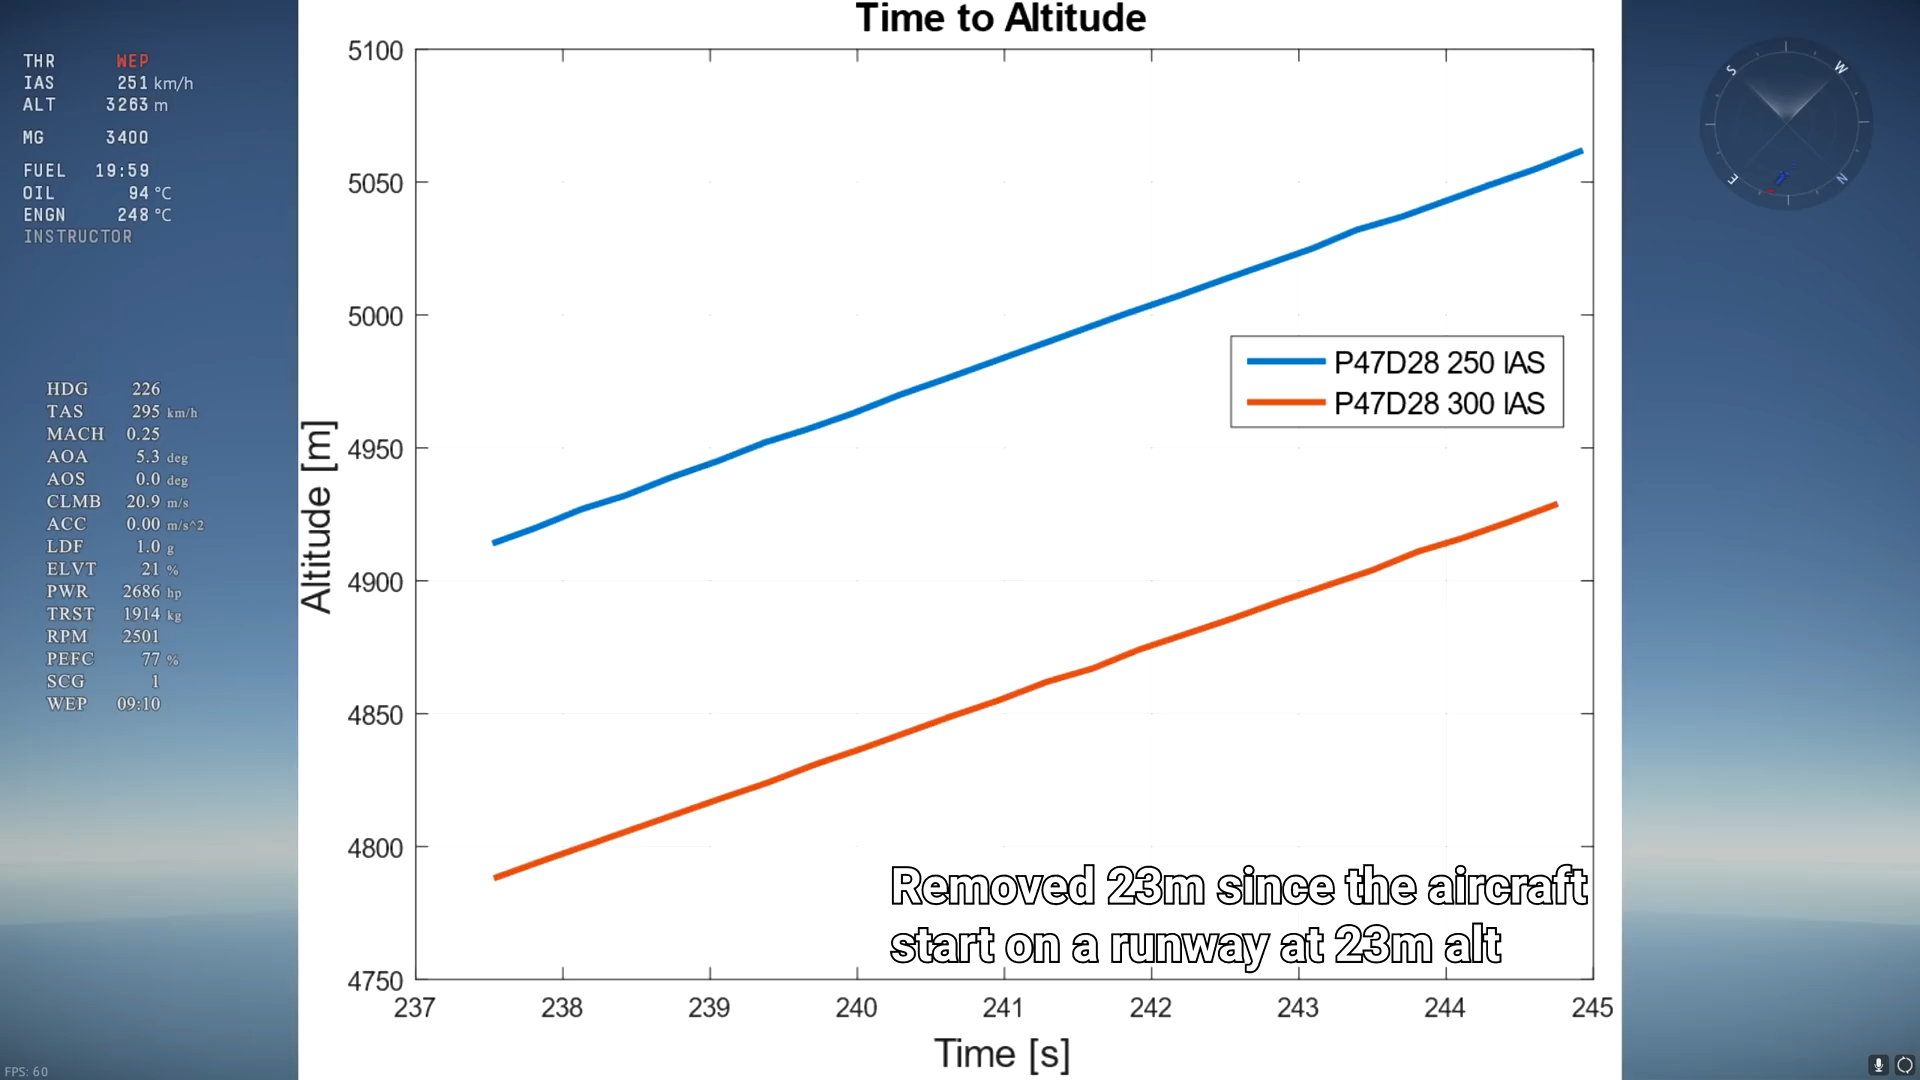 THR WEP
IAS 251 km/h
ALT 3263 m
MG 3400
FUEL 19:59
OIL 94 °C
ENGN 248 °C
INSTRUCTOR
HDG 226
TAS 295 km/h
MACH 0.25
AOA 5.3 deg
AOS 0.0 deg
CLMB 20.9 m/s
ACC 0.00 m/s^2
LDF 1.0 g
ELVT 21 %
PWR 2686 hp
TRST 1914 kg
RPM 2501
PEFC 77 %
SCG 1
WEP 09:10
FPS: 60
Time to Altitude
5100
5050
5000
4950
4900
4850
4800
4750
Altitude [m]
P47D28 250 IAS
P47D28 300 IAS
Removed 23m since the aircraft
start on a runway at 23m alt
237 238 239 240 241 242 243 244 245
Time [s]
S W
E N